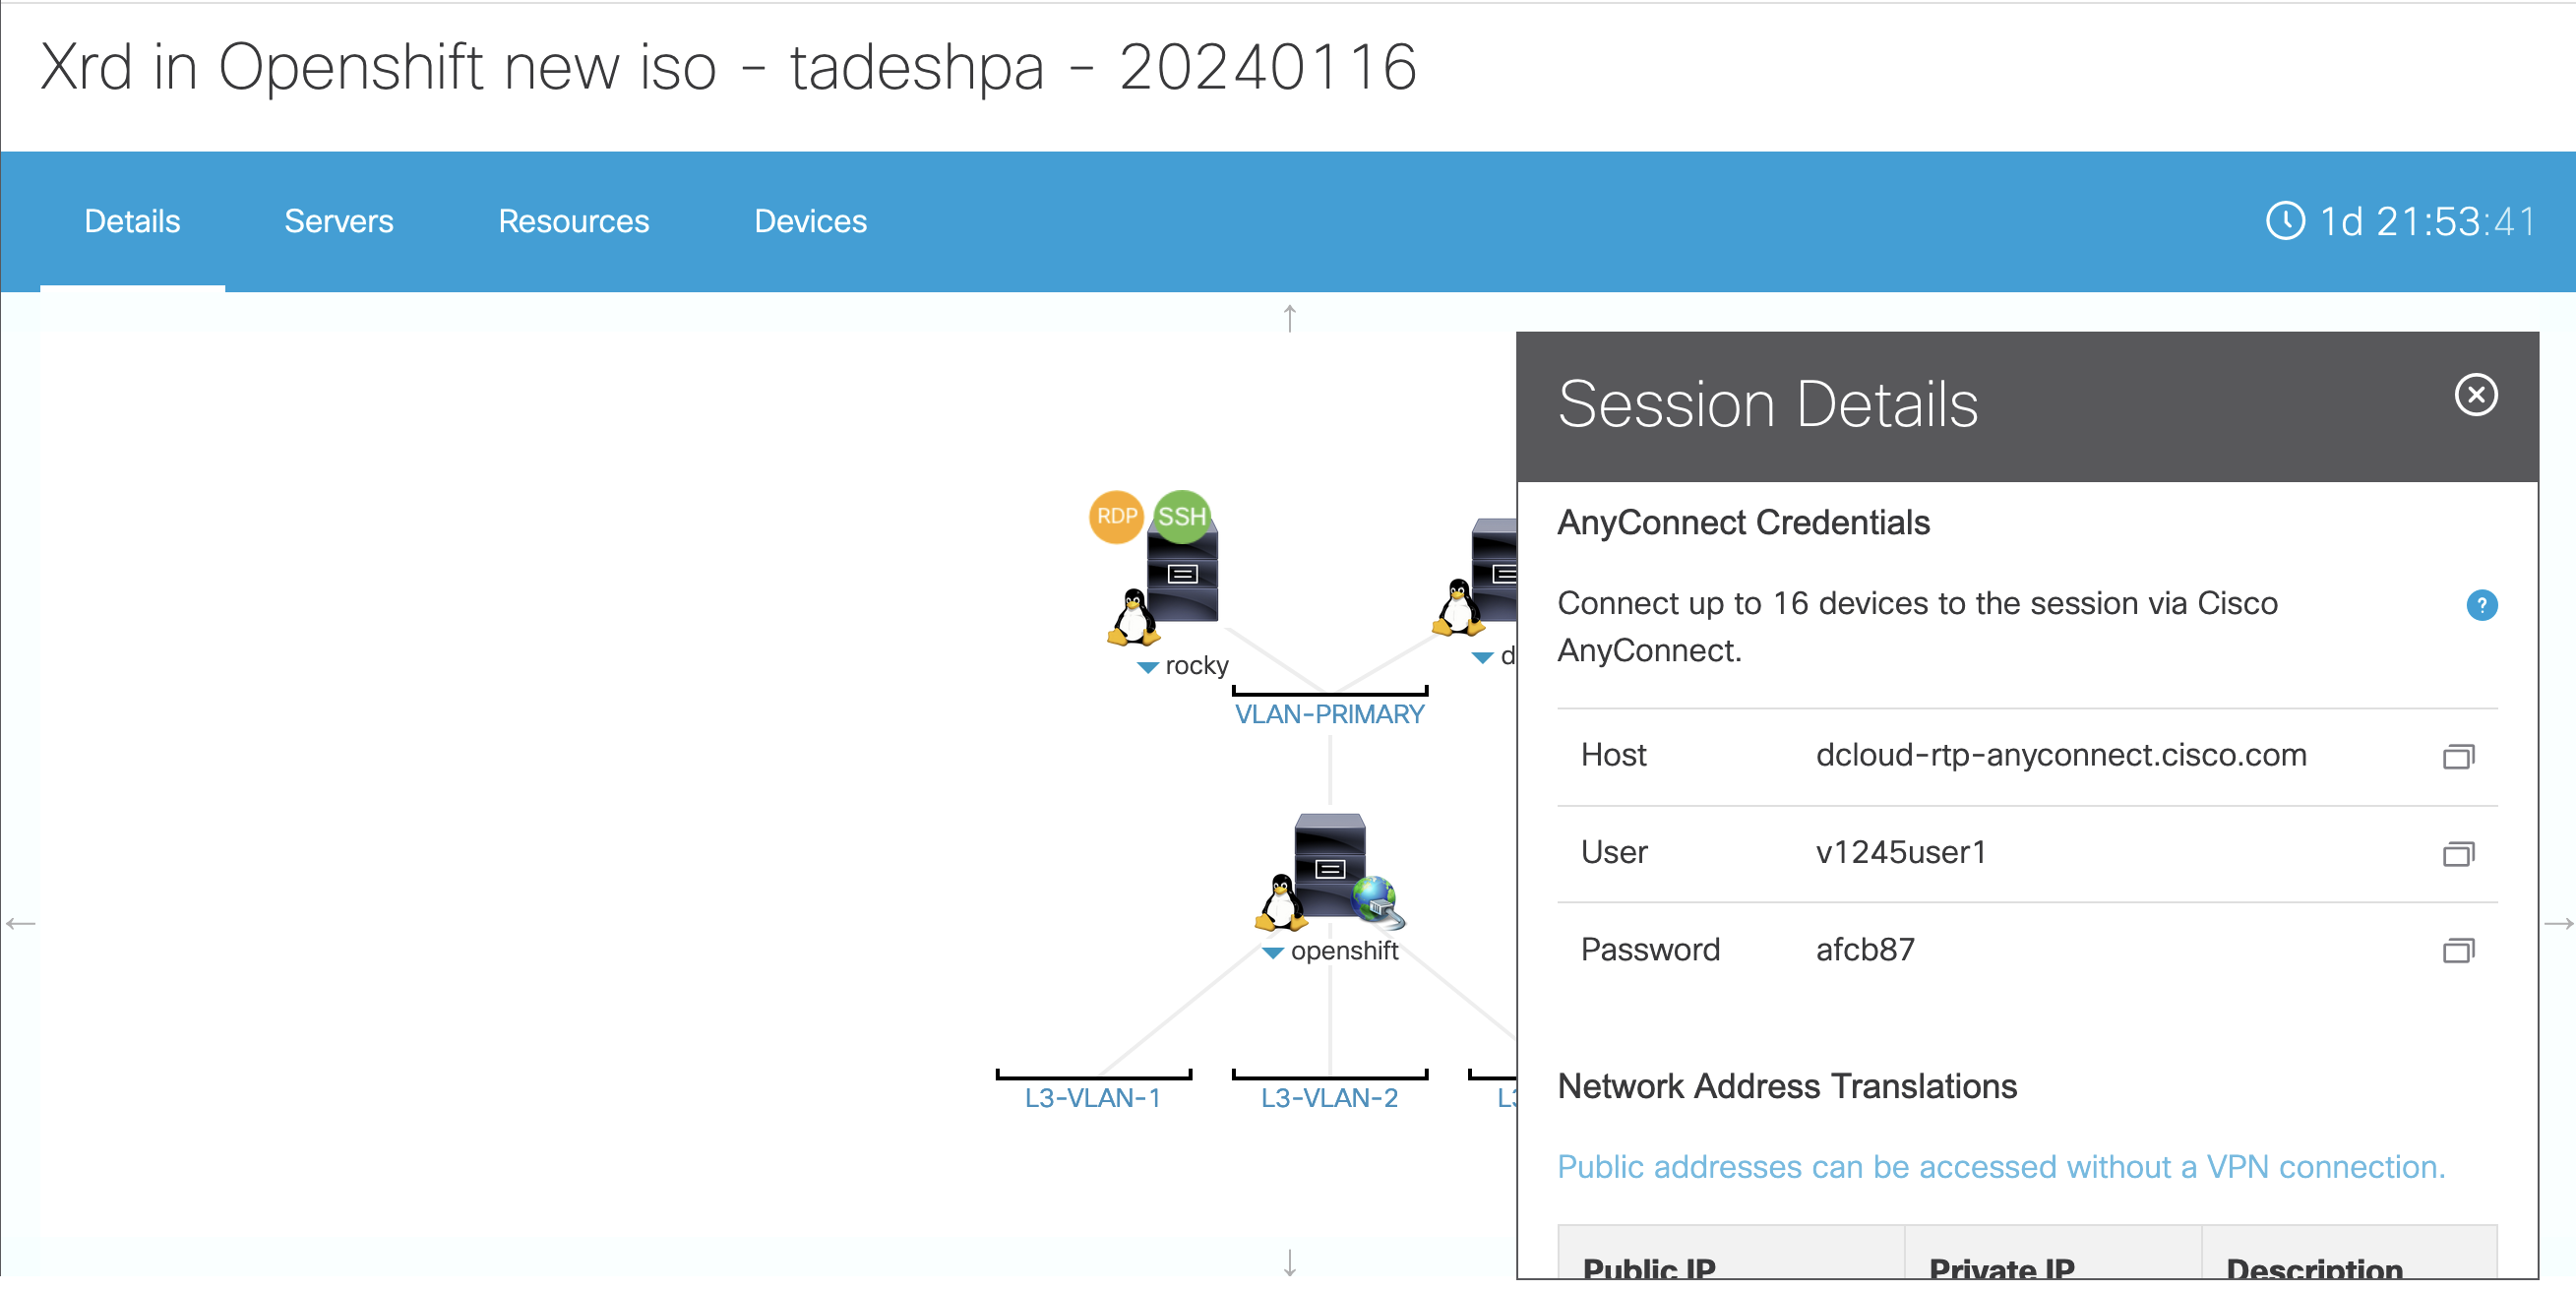 Xrd in Openshift new iso - tadeshpa - 20240116
Details
Servers
Resources
Devices
1d 21:53:41
Session Details
RDP
SSH
AnyConnect Credentials
Connect up to 16 devices to the session via Cisco
AnyConnect.
?
rocky
d
VLAN-PRIMARY
Host dcloud-rtp-anyconnect.cisco.com
User v1245user1
Password afcb87
openshift
L3-VLAN-1
L3-VLAN-2
L3
Network Address Translations
Public addresses can be accessed without a VPN connection.
Public IP Private IP Description